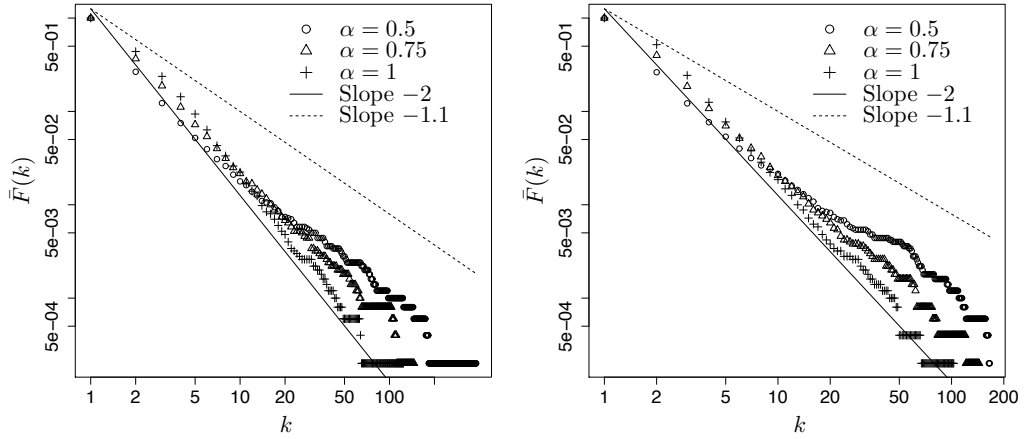 α = 0.5
α = 0.75
α = 1
Slope −2
Slope −1.1
5e−01
5e−02
5e−03
5e−04
F̄(k)
1 2 5 10 20 50 100
k
α = 0.5
α = 0.75
α = 1
Slope −2
Slope −1.1
5e−01
5e−02
5e−03
5e−04
F̄(k)
1 2 5 10 20 50 100 200
k